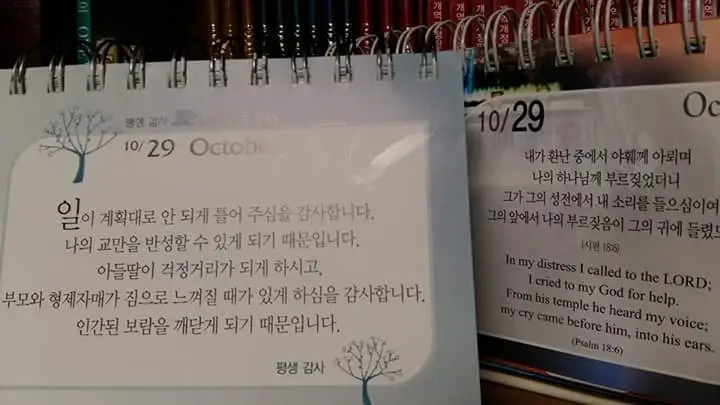 평생 감사
10/29 Octobe
일이 계획대로 안 되게 틀어 주심을 감사합니다.
나의 교만을 반성할 수 있게 되기 때문입니다.
아들딸이 걱정거리가 되게 하시고,
부모와 형제자매가 짐으로 느껴질 때가 있게 하심을 감사합니다.
인간된 보람을 깨닫게 되기 때문입니다.
평생 감사
10/29
Oc
내가 환난 중에서 여호와께 아뢰며
나의 하나님께 부르짖었더니
그가 그의 성전에서 내 소리를 들으심이여
그의 앞에서 나의 부르짖음이 그의 귀에 들렸도
(시편 18:6)
In my distress I called to the LORD;
I cried to my God for help.
From his temple he heard my voice;
my cry came before him, into his ears.
(Psalm 18:6)